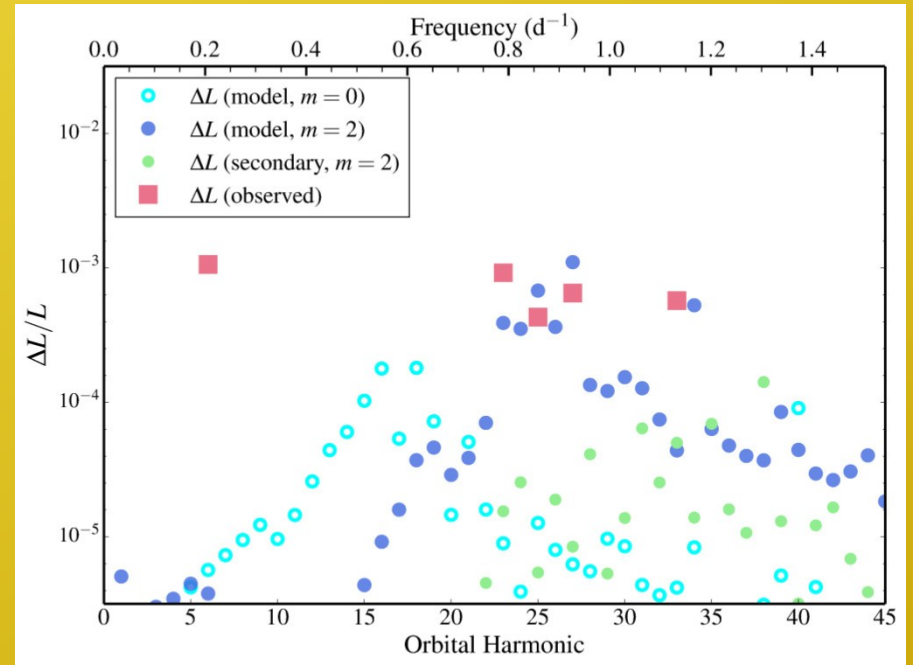 Frequency (d⁻¹)
0.0 0.2 0.4 0.6 0.8 1.0 1.2 1.4
ΔL (model, m = 0)
ΔL (model, m = 2)
ΔL (secondary, m = 2)
ΔL (observed)
10⁻²
10⁻³
10⁻⁴
10⁻⁵
ΔL/L
0 5 10 15 20 25 30 35 40 45
Orbital Harmonic